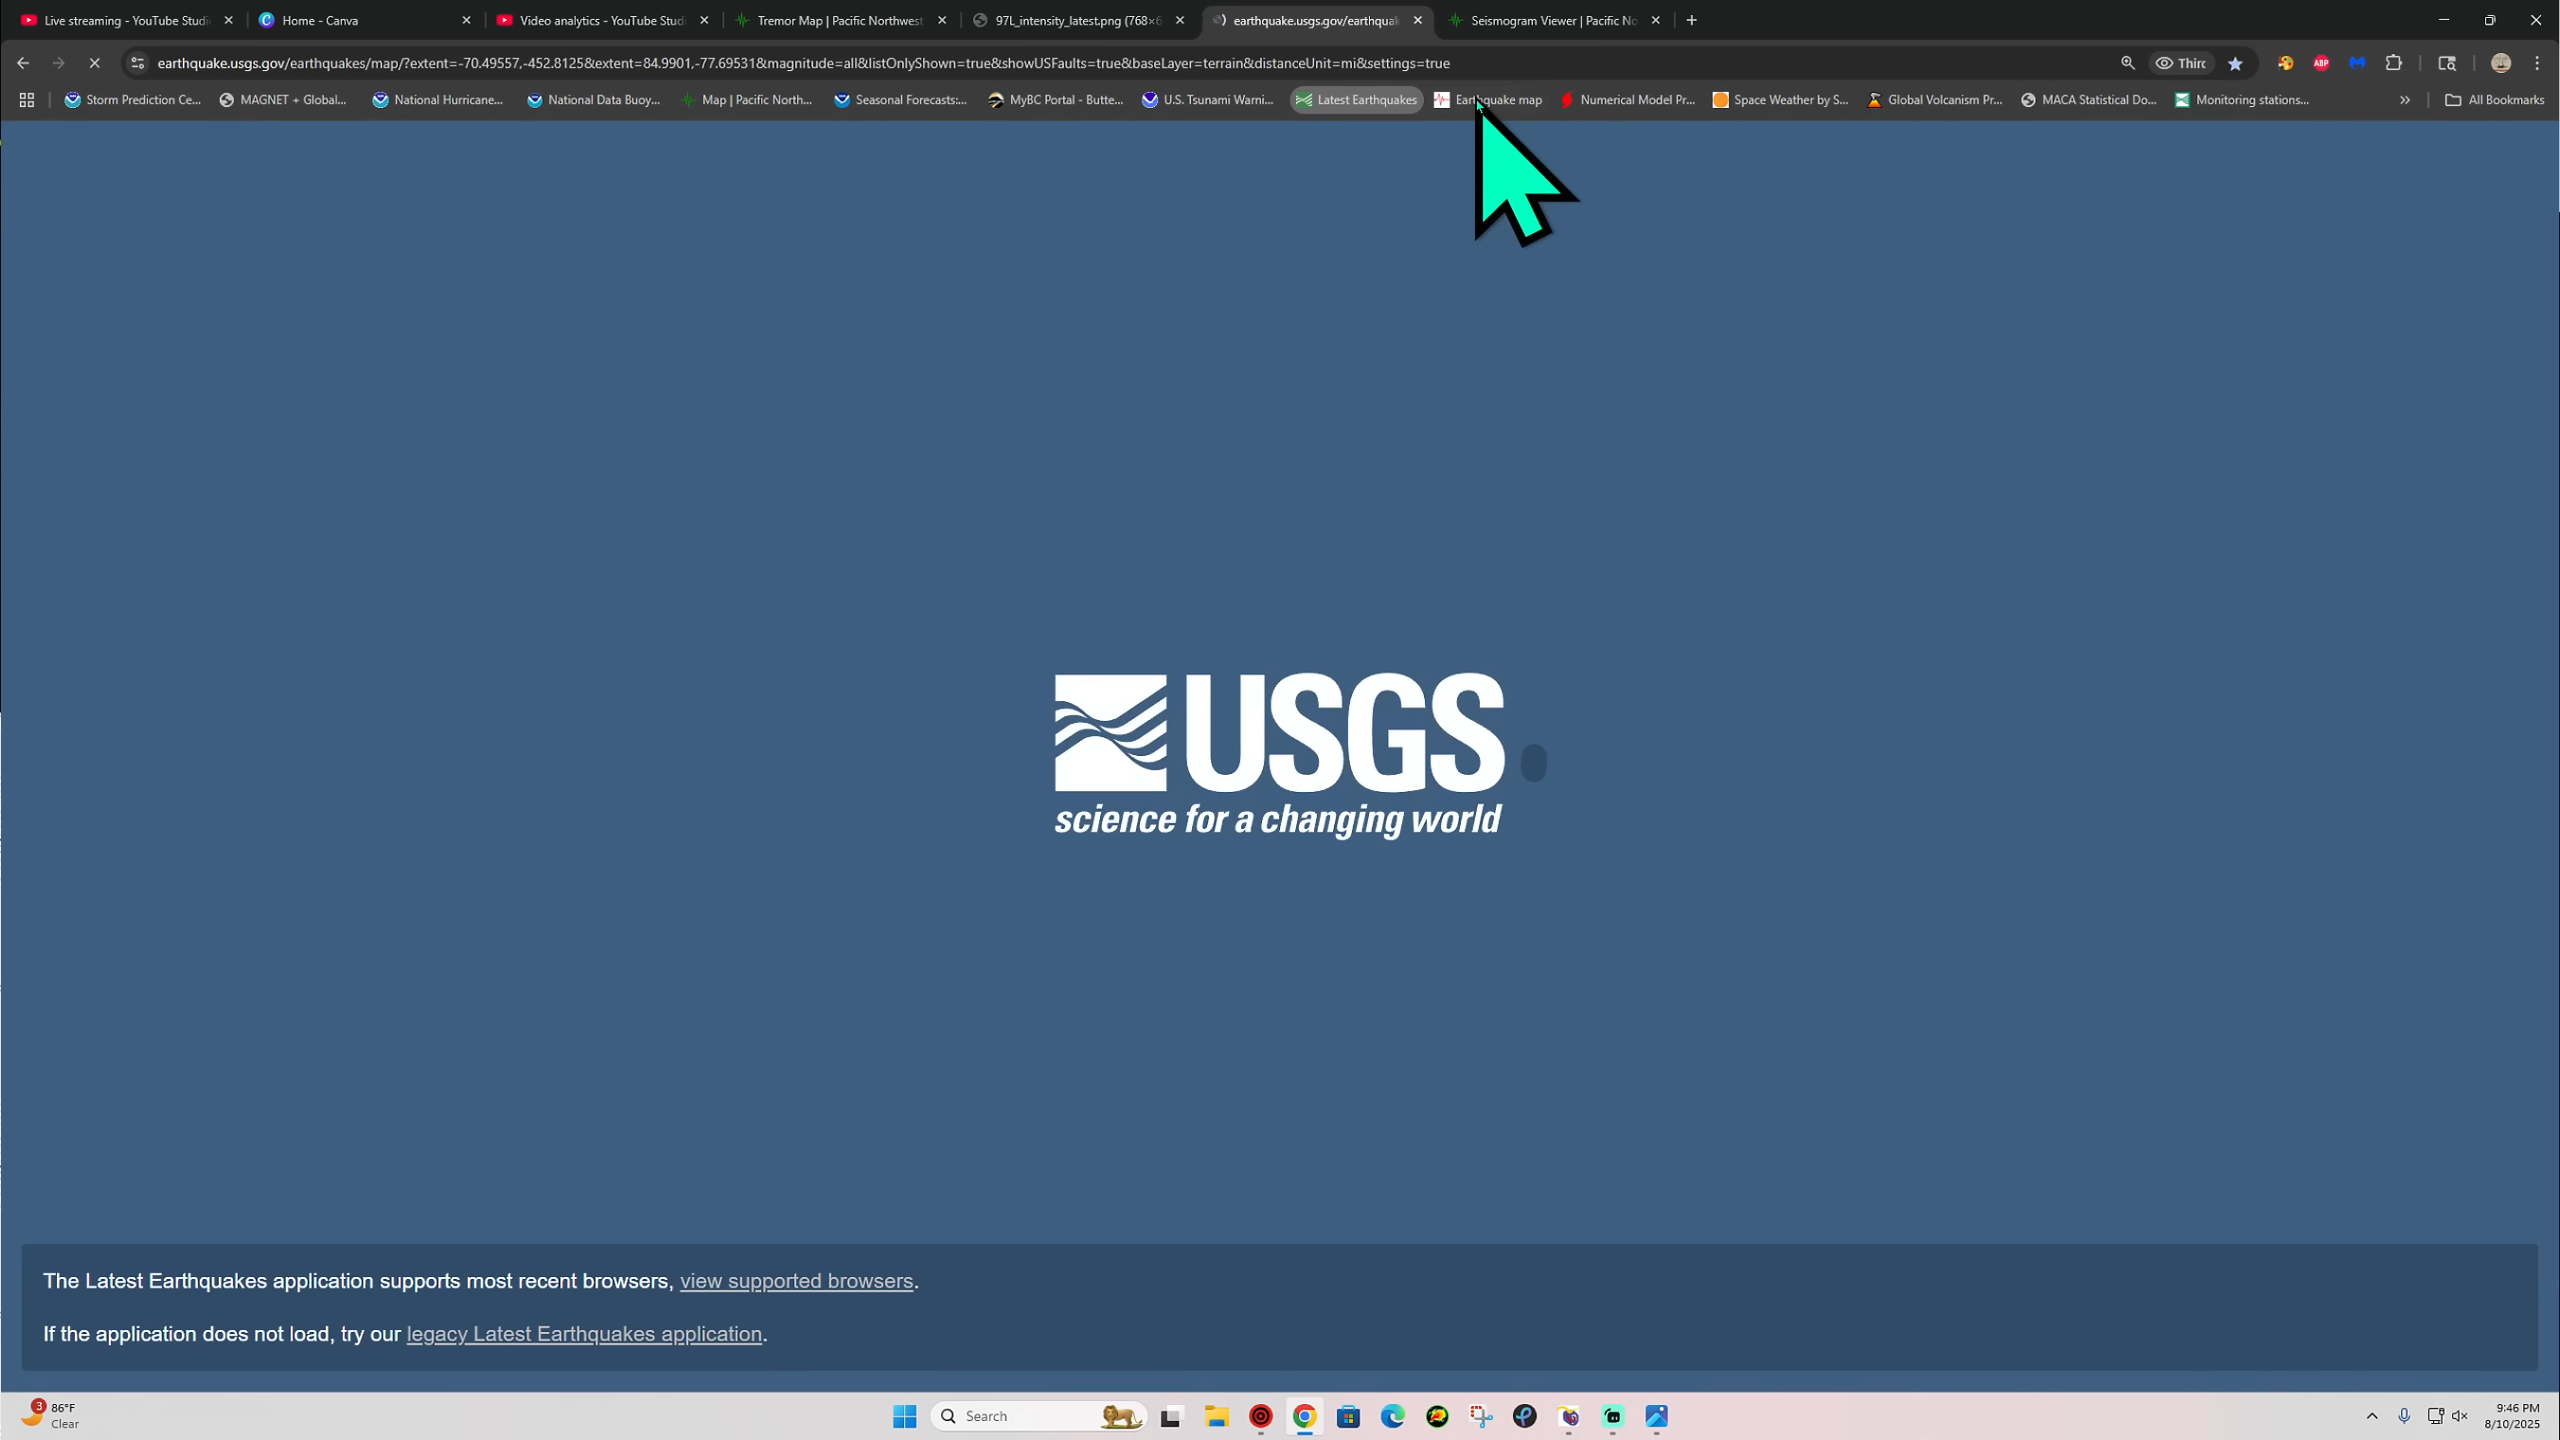 Live streaming - YouTube Studi
Home - Canva
Video analytics - YouTube Studi
Tremor Map | Pacific Northwest
97L_intensity_latest.png (768×6
earthquake.usgs.gov/earthqual
Seismogram Viewer | Pacific No
earthquake.usgs.gov/earthquakes/map/?extent=-70.49557,-452.8125&extent=84.9901,-77.69531&magnitude=all&listOnlyShown=true&showUSFaults=true&baseLayer=terrain&distanceUnit=mi&settings=true
Thirc
ABP
Storm Prediction Ce...
MAGNET + Global...
National Hurricane...
National Data Buoy...
Map | Pacific North...
Seasonal Forecasts:...
MyBC Portal - Butte...
U.S. Tsunami Warni...
Latest Earthquakes
Earthquake map
Numerical Model Pr...
Space Weather by S...
Global Volcanism Pr...
MACA Statistical Do...
Monitoring stations...
All Bookmarks
USGS
science for a changing world
The Latest Earthquakes application supports most recent browsers, view supported browsers.
If the application does not load, try our legacy Latest Earthquakes application.
3
86°F
Clear
Search
9:46 PM
8/10/2025